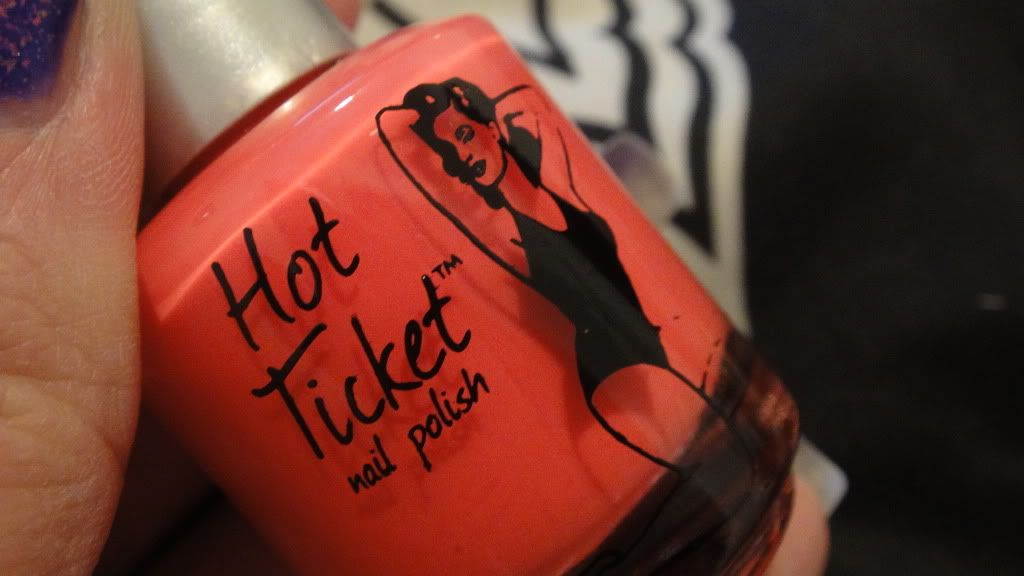 Hot
Ticket™
nail polish